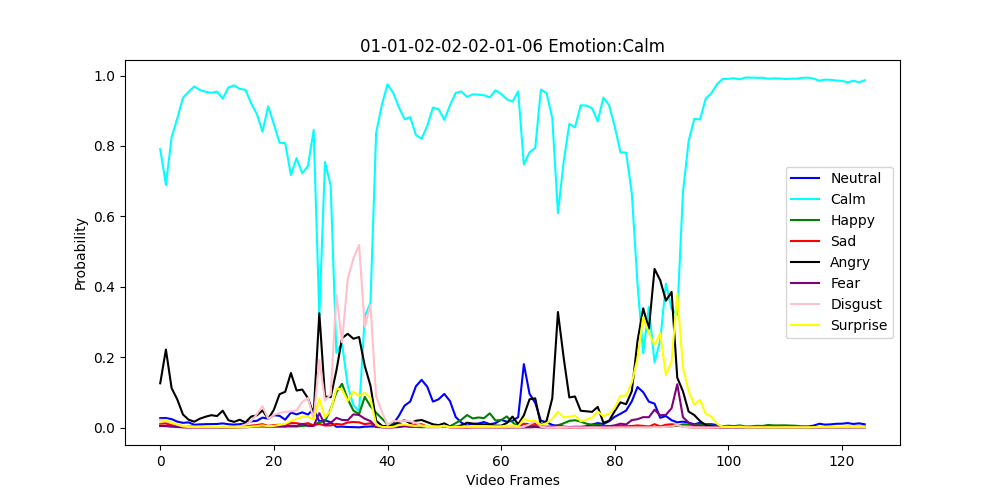 01-01-02-02-02-01-06 Emotion:Calm
Probability
1.0
0.8
0.6
0.4
0.2
0.0
0
20
40
60
80
100
120
Video Frames
Neutral
Calm
Happy
Sad
Angry
Fear
Disgust
Surprise